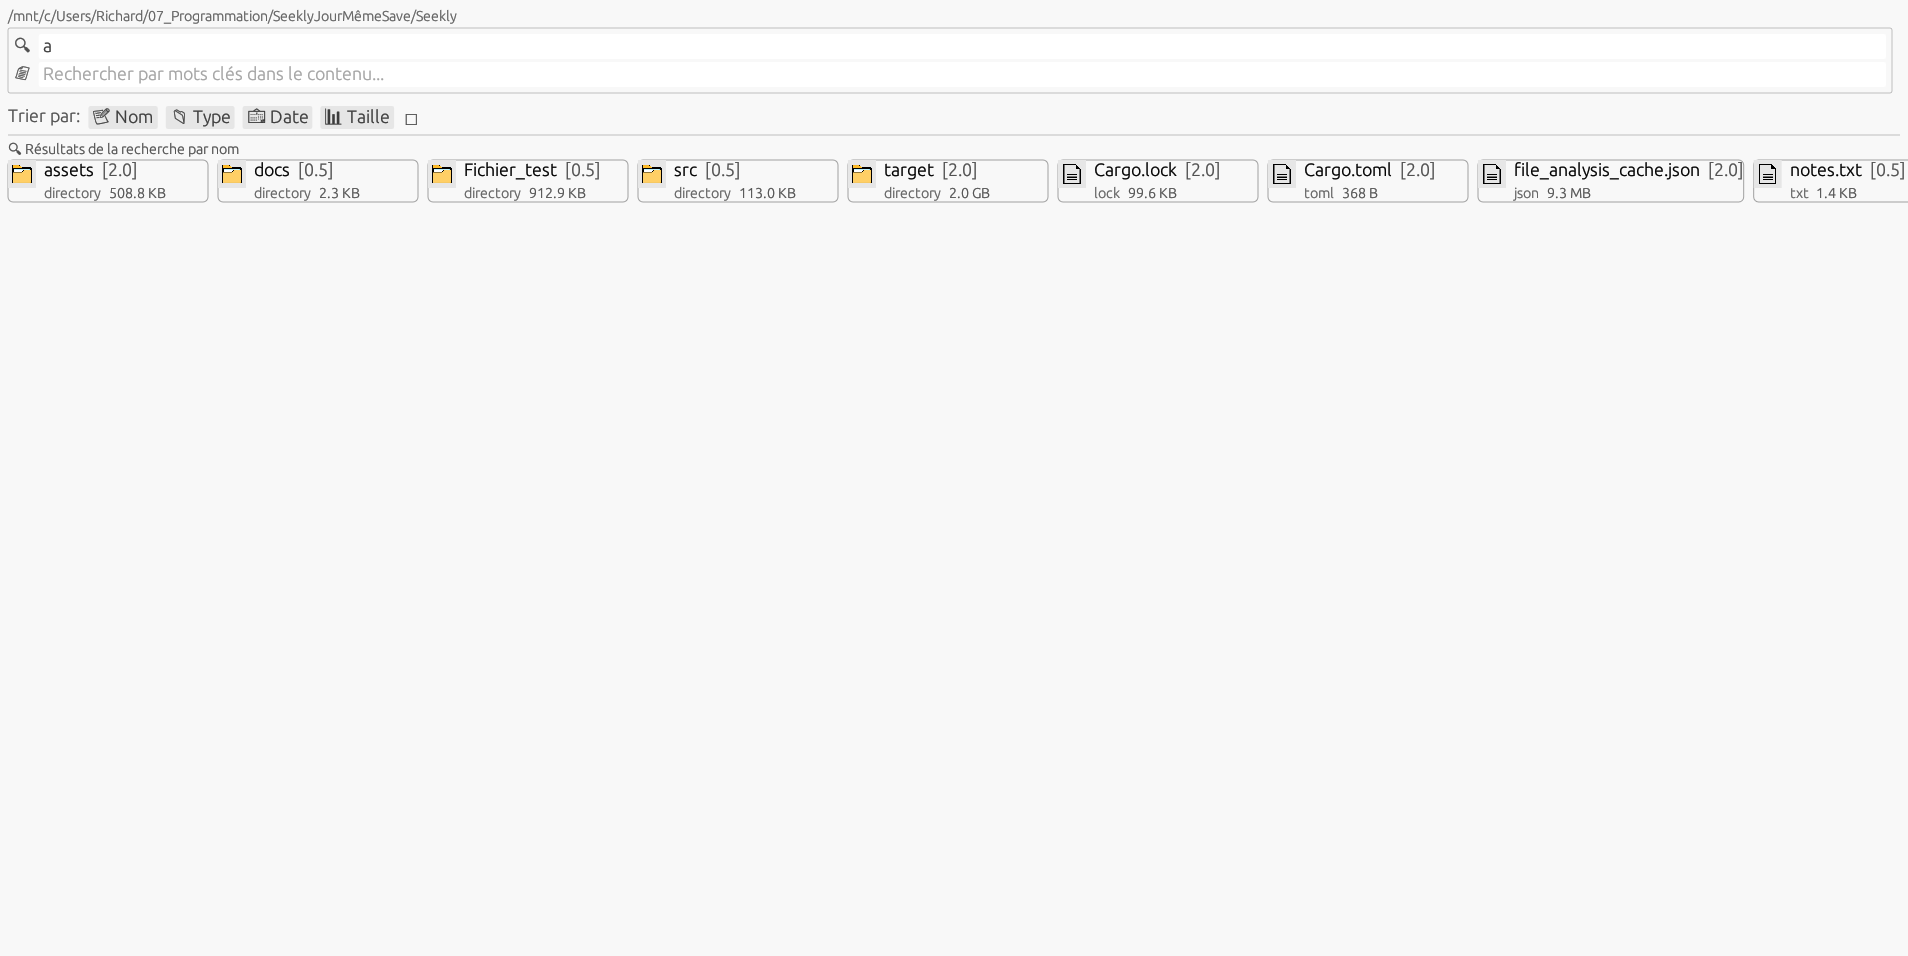 /mnt/c/Users/Richard/07_Programmation/SeeklyJourMêmeSave/Seekly
a
Rechercher par mots clés dans le contenu...
Trier par: Nom Type Date Taille
Résultats de la recherche par nom
assets [2.0] docs [0.5] Fichier_test [0.5] src [0.5] target [2.0] Cargo.lock [2.0] Cargo.toml [2.0] file_analysis_cache.json [2.0] notes.txt [0.5]
directory 508.8 KB directory 2.3 KB directory 912.9 KB directory 113.0 KB directory 2.0 GB lock 99.6 KB toml 368 B json 9.3 MB txt 1.4 KB